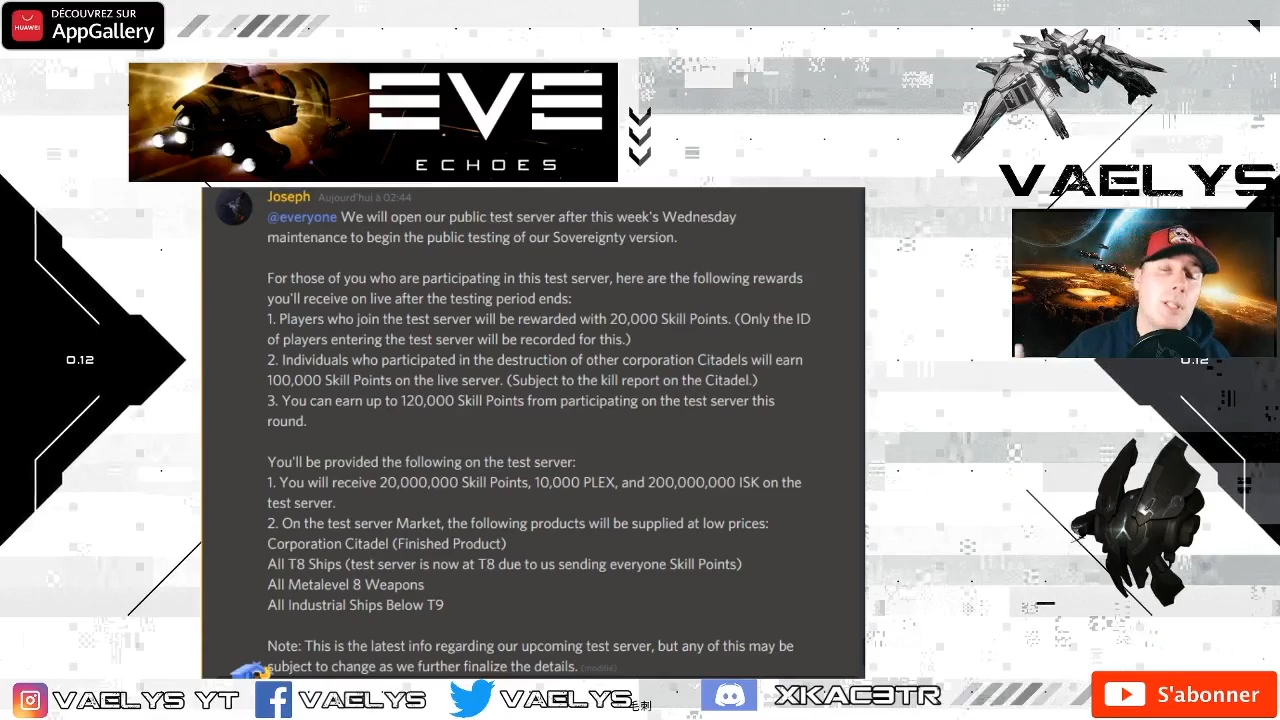 DÉCOUVREZ SUR
AppGallery
HUAWEI
EVE
ECHOES
VAELYS
Joseph Aujourd'hui à 02:44
@everyone We will open our public test server after this week's Wednesday
maintenance to begin the public testing of our Sovereignty version.
For those of you who are participating in this test server, here are the following rewards
you'll receive on live after the testing period ends:
1. Players who join the test server will be rewarded with 20,000 Skill Points. (Only the ID
of players entering the test server will be recorded for this.)
2. Individuals who participated in the destruction of other corporation Citadels will earn
100,000 Skill Points on the live server. (Subject to the kill report on the Citadel.)
3. You can earn up to 120,000 Skill Points from participating on the test server this
round.
You'll be provided the following on the test server:
1. You will receive 20,000,000 Skill Points, 10,000 PLEX, and 200,000,000 ISK on the
test server.
2. On the test server Market, the following products will be supplied at low prices:
Corporation Citadel (Finished Product)
All T8 Ships (test server is now at T8 due to us sending everyone Skill Points)
All Metalevel 8 Weapons
All Industrial Ships Below T9
Note: This is the latest info regarding our upcoming test server, but any of this may be
subject to change as we further finalize the details. (modifié)
0.12
0.12
VAELYS YT
VAELYS
VAELYS
毛刺
XKAC3TR
S'abonner